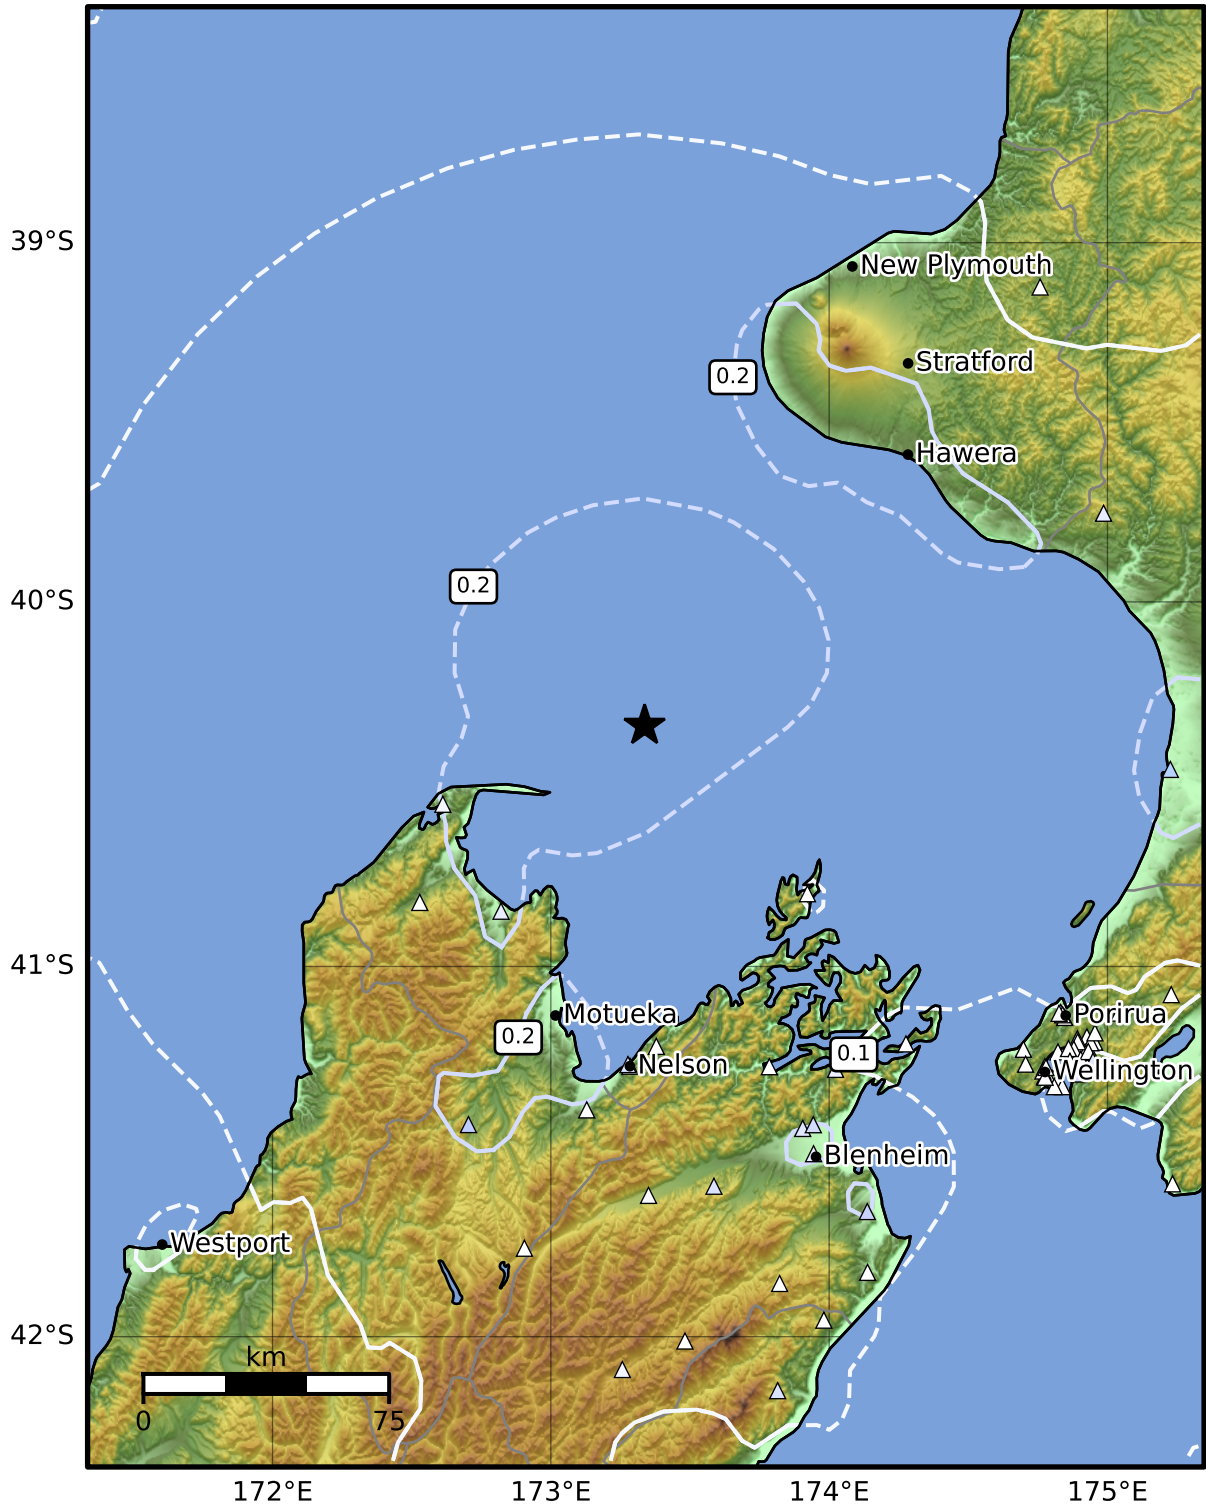 39°S
New Plymouth
Stratford
0.2
Hawera
0.2
40°S
41°S
Motueka
Porirua
0.2
0.1
Nelson
Wellington
Blenheim
Westport
42°S
km
0
75
172°E
173°E
174°E
175°E